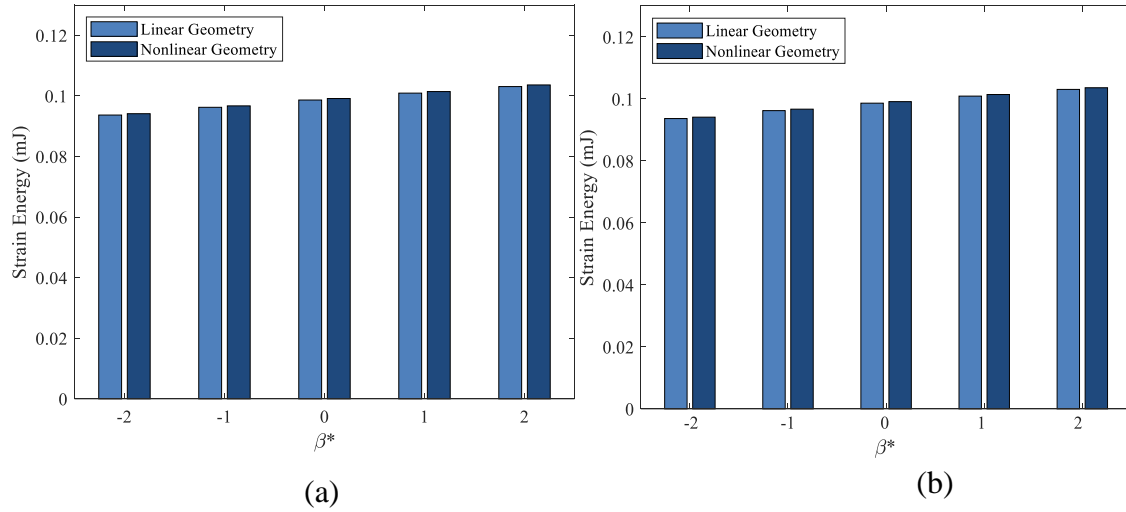 Linear Geometry
Nonlinear Geometry
0.12
0.1
0.08
0.06
0.04
0.02
0
Strain Energy (mJ)
-2 -1 0 1 2
β*
(a)
Linear Geometry
Nonlinear Geometry
0.12
0.1
0.08
0.06
0.04
0.02
0
Strain Energy (mJ)
-2 -1 0 1 2
β*
(b)